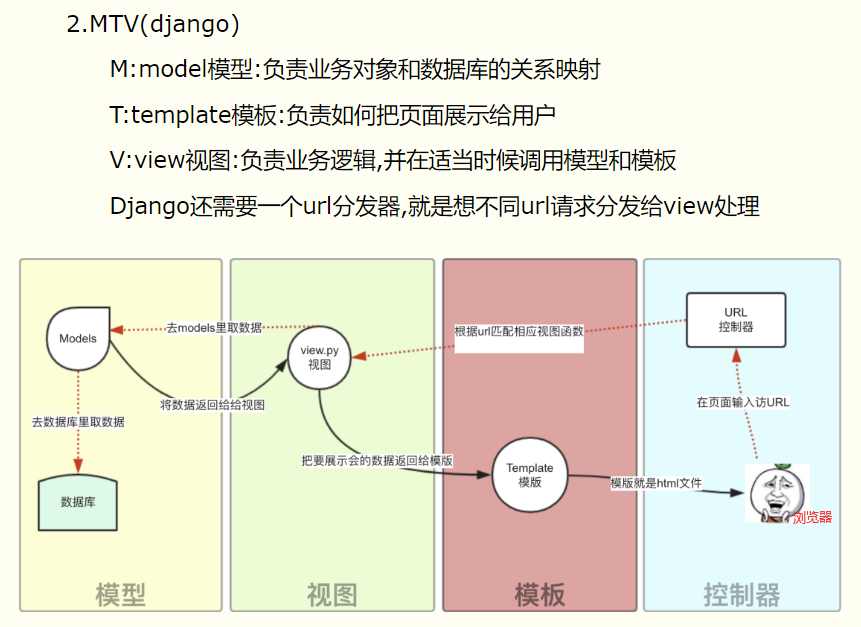 2.MTV(django)
M:model模型:负责业务对象和数据库的关系映射
T:template模板:负责如何把页面展示给用户
V:view视图:负责业务逻辑,并在适当时候调用模型和模板
Django还需要一个url分发器,就是想不同url请求分发给view处理
URL
控制器
Models
去models里取数据
根据url匹配相应视图函数
view.py
视图
将数据返回给给视图
在页面输入访URL
去数据库里取数据
把要展示会的数据返回给模版
Template
模版
模版就是html文件
数据库
浏览器
模型
视图
模板
控制器